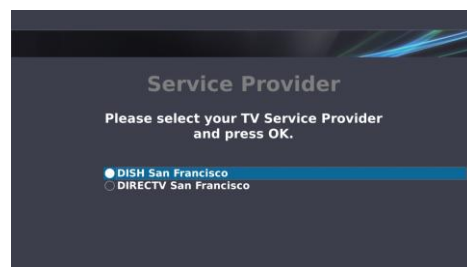 Service Provider
Please select your TV Service Provider
and press OK.
DISH San Francisco
DIRECTV San Francisco